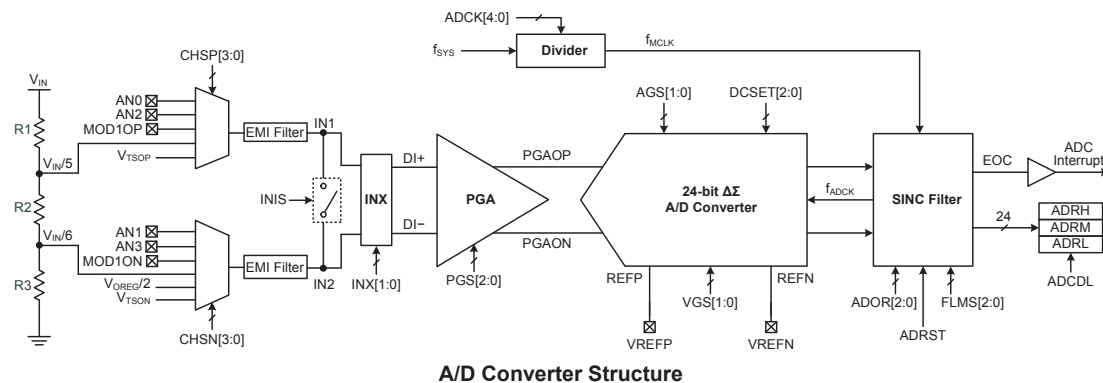 ADCK[4:0]
fSYS
Divider
fMCLK
CHSP[3:0]
VIN
AN0
AN2
MOD1OP
VTSOP
R1
VIN/5
R2
VIN/6
R3
AN1
AN3
MOD1ON
VOREG/2
VTSON
CHSN[3:0]
EMI Filter
EMI Filter
IN1
INIS
IN2
INX
INX[1:0]
DI+
DI−
PGA
PGS[2:0]
PGAOP
PGAON
AGS[1:0]
DCSET[2:0]
24-bit ΔΣ
A/D Converter
REFP
REFN
VGS[1:0]
VREFP
VREFN
fADCK
SINC Filter
ADOR[2:0]
FLMS[2:0]
ADRST
EOC
ADC
Interrupt
24
ADRH
ADRM
ADRL
ADCDL
A/D Converter Structure